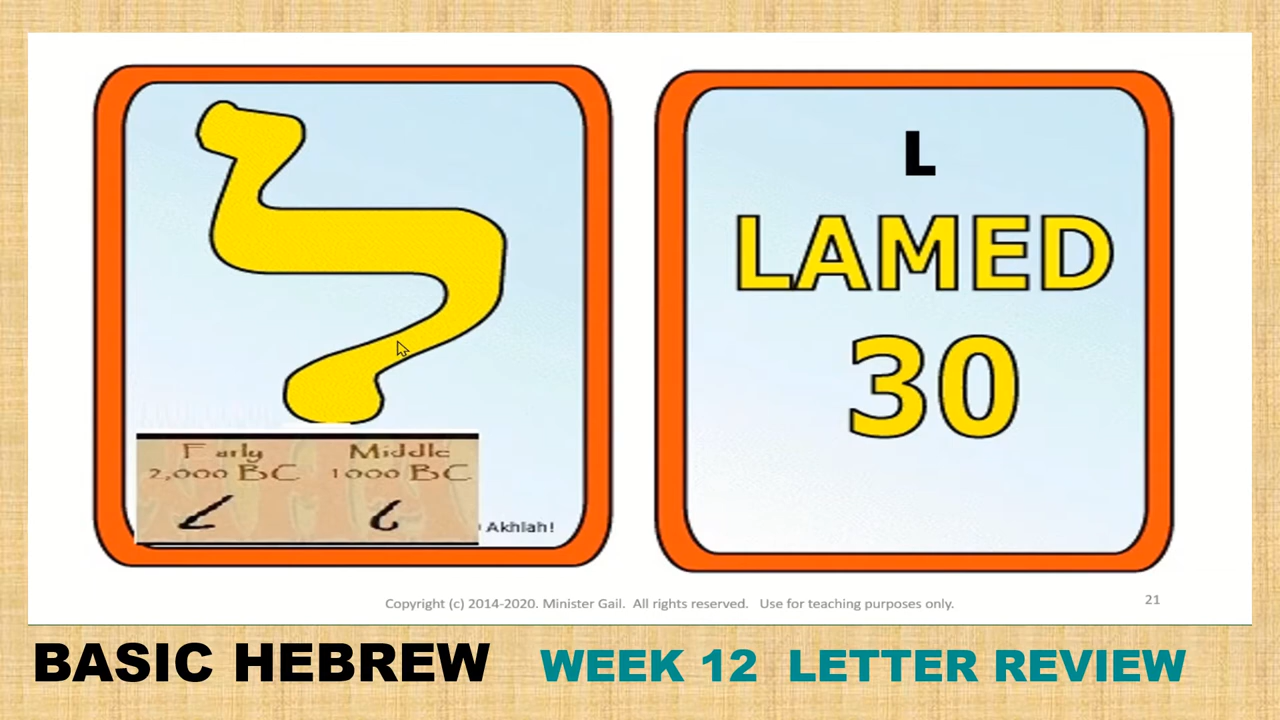 ל
L
LAMED
30
Early Middle
2,000 BC 1000 BC
Akhlah!
Copyright (c) 2014-2020. Minister Gail. All rights reserved. Use for teaching purposes only.
21
BASIC HEBREW WEEK 12 LETTER REVIEW